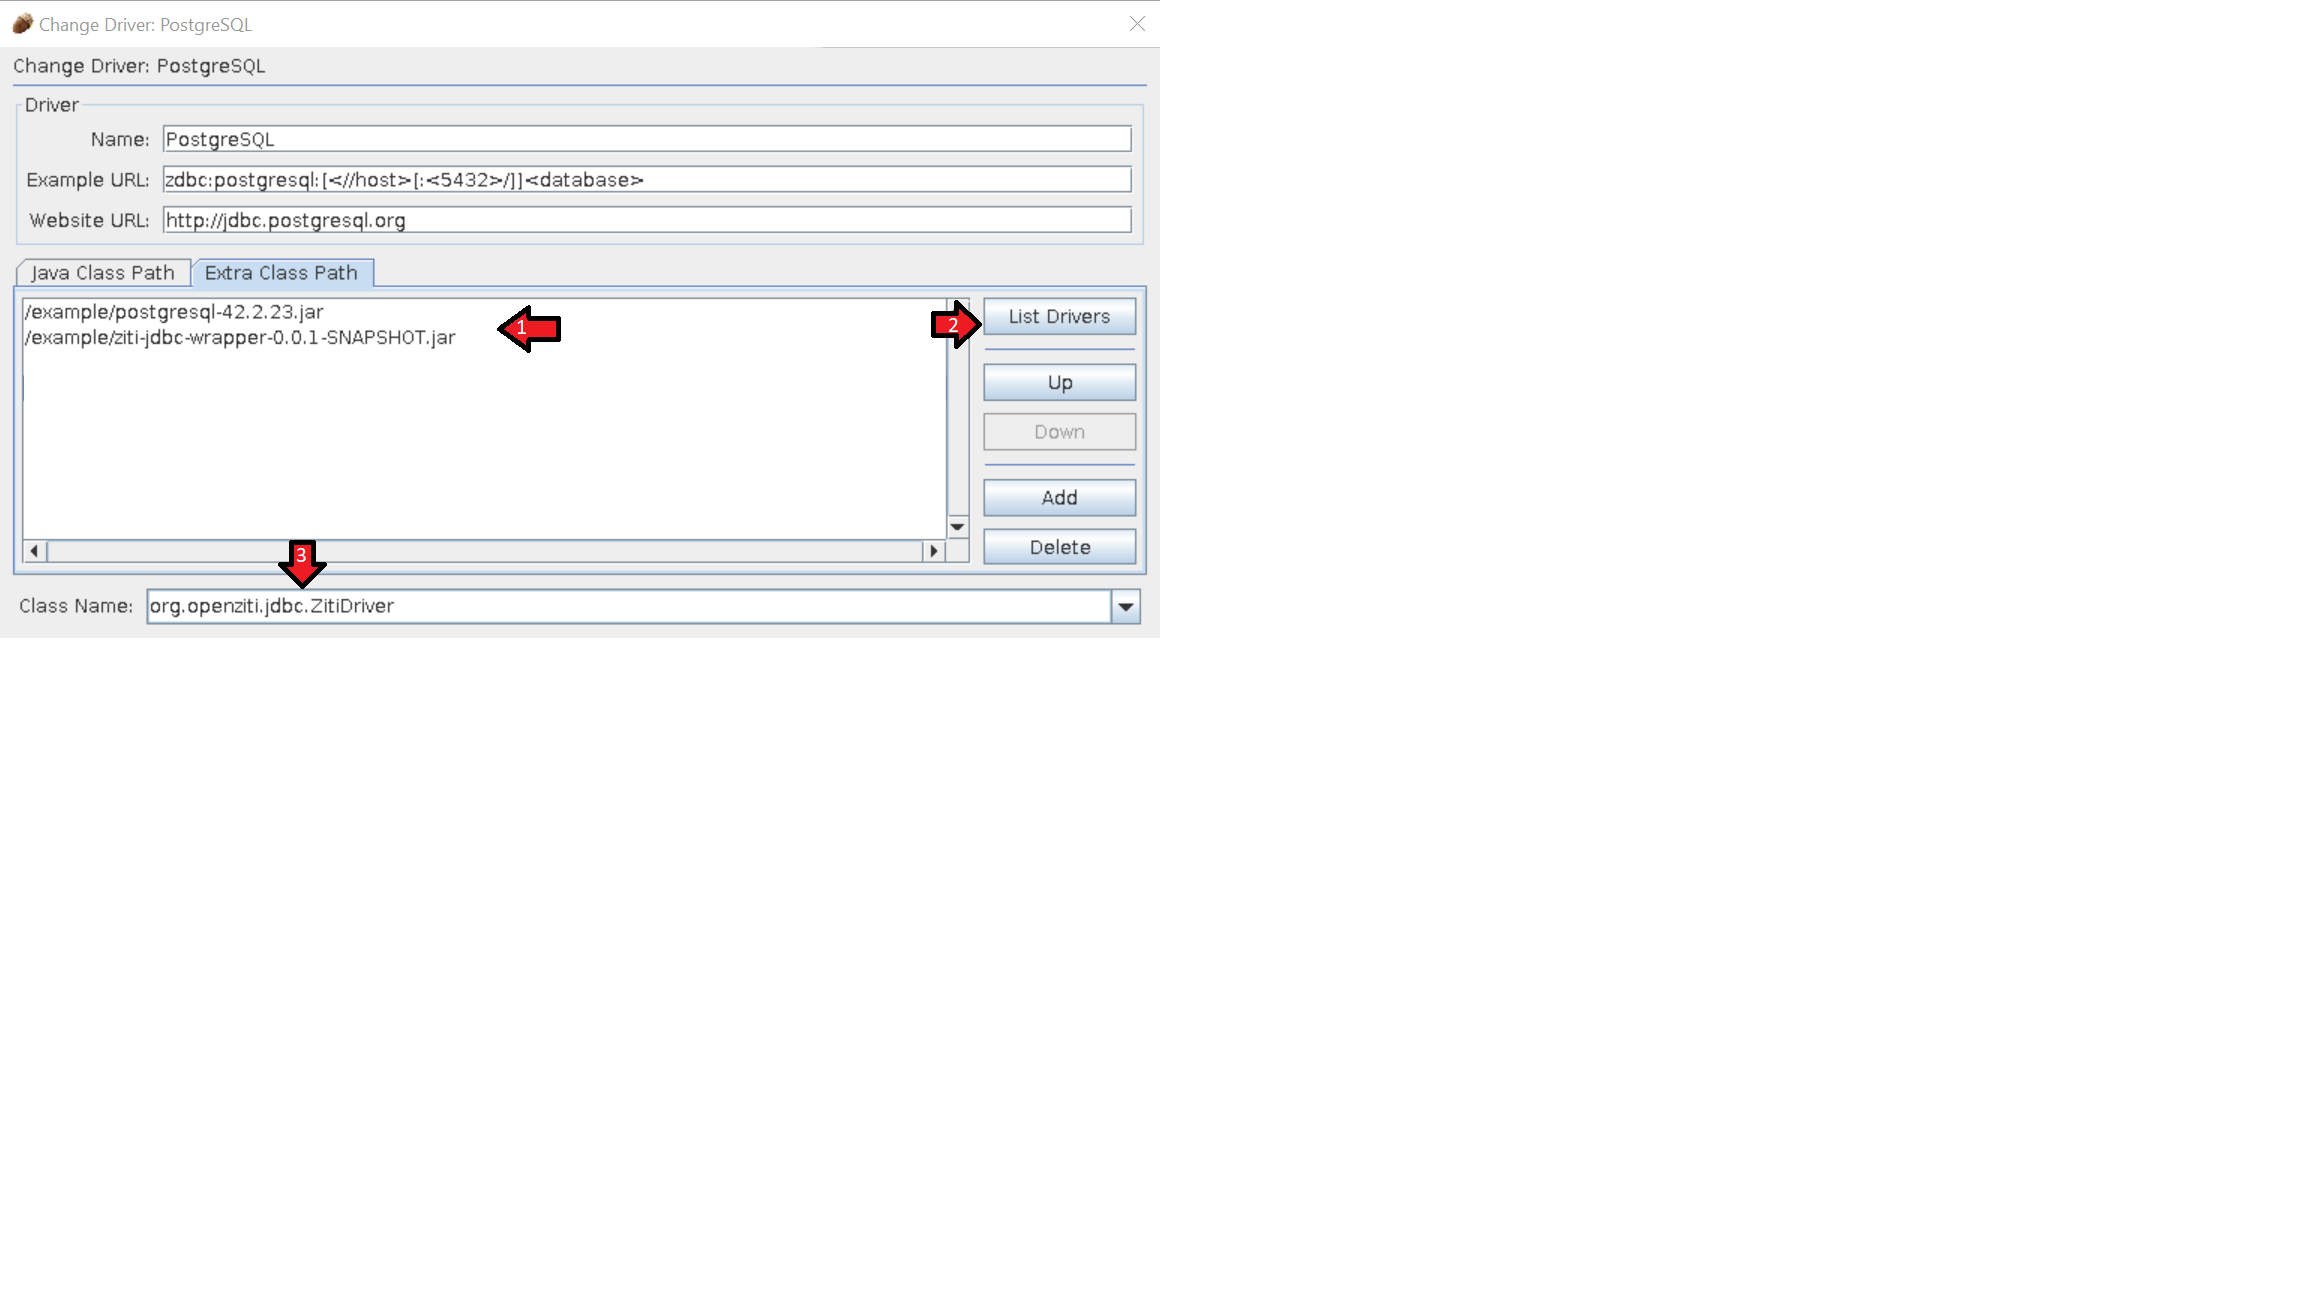 Change Driver: PostgreSQL
Change Driver: PostgreSQL
Driver
Name: PostgreSQL
Example URL: zdbc:postgresql:[<//host>[:<5432>/]]<database>
Website URL: http://jdbc.postgresql.org
Java Class Path Extra Class Path
/example/postgresql-42.2.23.jar
/example/ziti-jdbc-wrapper-0.0.1-SNAPSHOT.jar
1
2
List Drivers
Up
Down
Add
Delete
3
Class Name: org.openziti.jdbc.ZitiDriver